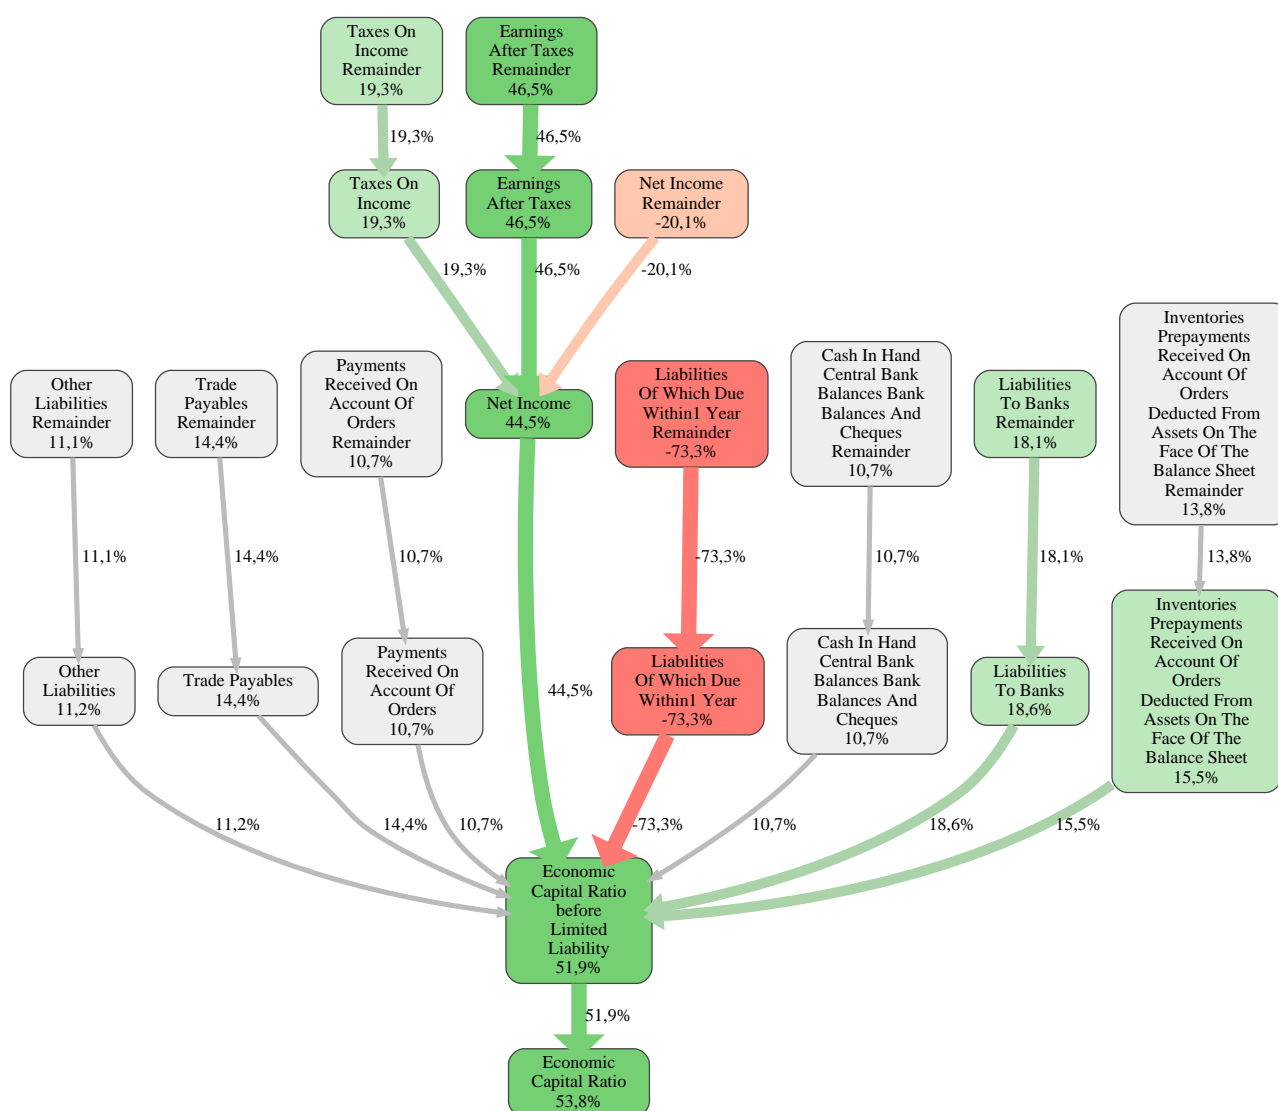 Taxes On
Income
Remainder
19,3%
Earnings
After Taxes
Remainder
46,5%
19,3%
46,5%
Taxes On
Income
19,3%
Earnings
After Taxes
46,5%
Net Income
Remainder
-20,1%
19,3%
46,5%
-20,1%
Other
Liabilities
Remainder
11,1%
Trade
Payables
Remainder
14,4%
Payments
Received On
Account Of
Orders
Remainder
10,7%
Net Income
44,5%
Liabilities
Of Which Due
Within1 Year
Remainder
-73,3%
Cash In Hand
Central Bank
Balances Bank
Balances And
Cheques
Remainder
10,7%
Liabilities
To Banks
Remainder
18,1%
Inventories
Prepayments
Received On
Account Of
Orders
Deducted From
Assets On The
Face Of The
Balance Sheet
Remainder
13,8%
11,1%
14,4%
10,7%
-73,3%
10,7%
18,1%
13,8%
Other
Liabilities
11,2%
Trade Payables
14,4%
Payments
Received On
Account Of
Orders
10,7%
44,5%
Liabilities
Of Which Due
Within1 Year
-73,3%
Cash In Hand
Central Bank
Balances Bank
Balances And
Cheques
10,7%
Liabilities
To Banks
18,6%
Inventories
Prepayments
Received On
Account Of
Orders
Deducted From
Assets On The
Face Of The
Balance Sheet
15,5%
11,2%
14,4%
10,7%
-73,3%
10,7%
18,6%
15,5%
Economic
Capital Ratio
before
Limited
Liability
51,9%
51,9%
Economic
Capital Ratio
53,8%